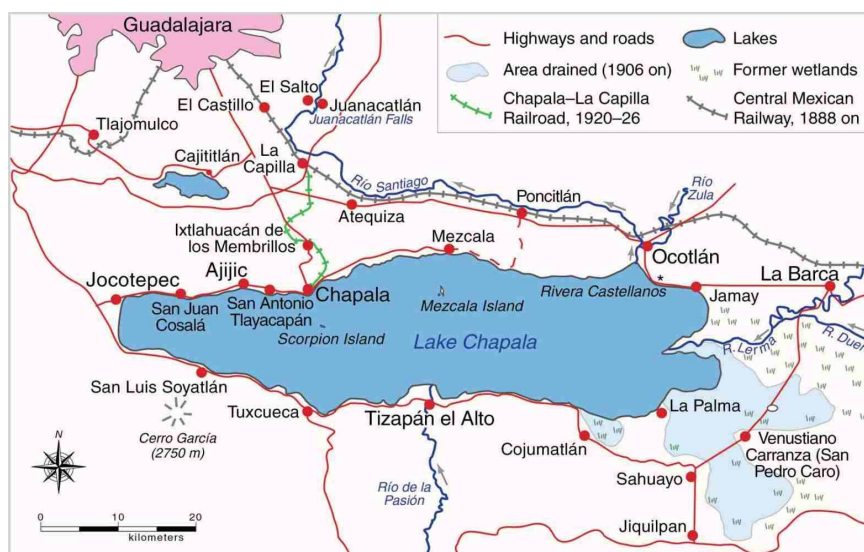 Guadalajara
Highways and roads
Lakes
Area drained (1906 on)
Former wetlands
Chapala–La Capilla
Railroad, 1920–26
Central Mexican
Railway, 1888 on
El Salto
El Castillo
Juanacatlán
Juanacatlán Falls
Tlajomulco
Cajititlán
La
Capilla
Río Santiago
Poncitlán
Río
Zula
Atequiza
Ixtlahuacán de
los Membrillos
Mezcala
Ocotlán
La Barca
Jocotepec
Ajijic
San Juan
Cosalá
San Antonio
Tlayacapán
Chapala
Mezcala Island
Rivera Castellanos
*
Jamay
Scorpion Island
Lake Chapala
R. Lerma
R. Duer
San Luis Soyatlán
Cerro García
(2750 m)
Tuxcueca
Tizapán el Alto
La Palma
Cojumatlán
Venustiano
Carranza (San
Pedro Caro)
Sahuayo
Río de la
Pasión
Jiquilpan
N
0 10 20
kilometers